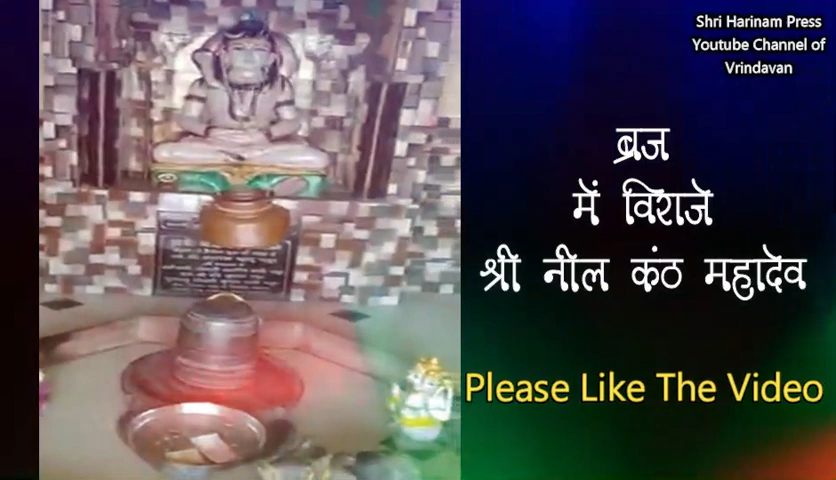 Shri Harinam Press
Youtube Channel of
Vrindavan
ब्रज
में विराजे
श्री नील कंठ महादेव
Please Like The Video